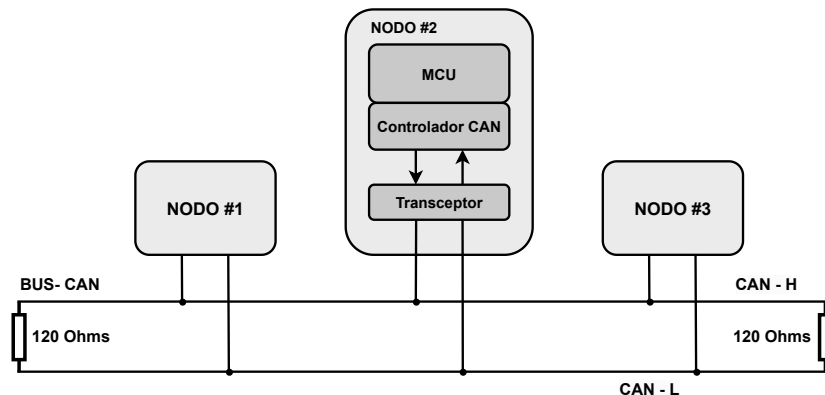 NODO #2
MCU
Controlador CAN
Transceptor
NODO #1
NODO #3
BUS- CAN
CAN - H
120 Ohms
120 Ohms
CAN - L